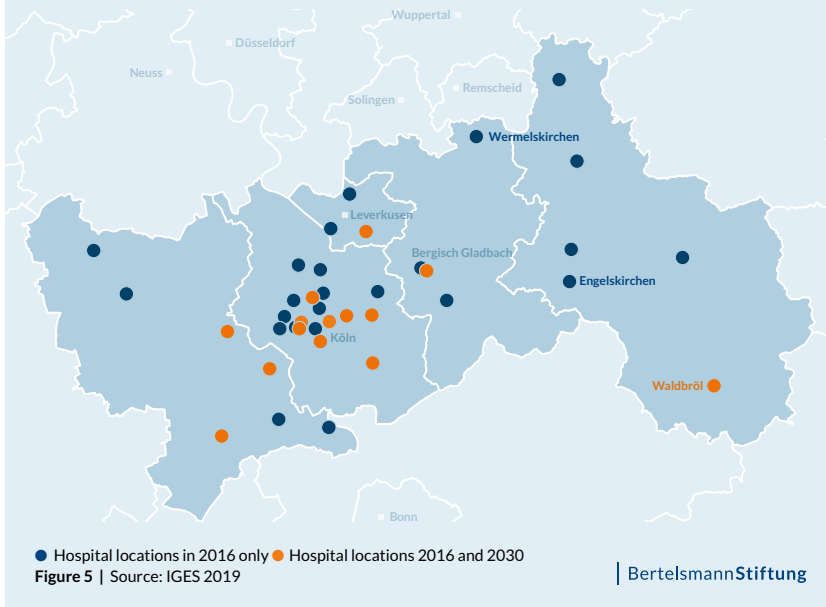 Wuppertal
Düsseldorf
Neuss
Remscheid
Solingen
Wermelskirchen
Leverkusen
Bergisch Gladbach
Engelskirchen
Köln
Waldbröl
Bonn
Hospital locations in 2016 only Hospital locations 2016 and 2030
Figure 5 | Source: IGES 2019
BertelsmannStiftung